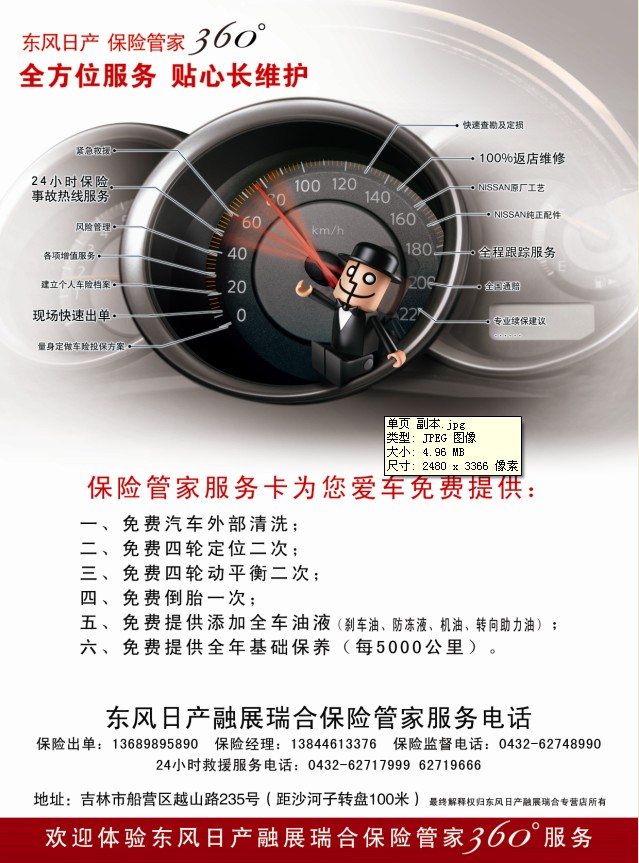 东风日产 保险管家 360°
全方位服务 贴心长维护
紧急救援
24小时保险
事故热线服务
风险管理
各项增值服务
建立个人车险档案
现场快速出单
量身定做车险投保方案
快速查勘及定损
100%返店维修
NISSAN原厂工艺
NISSAN纯正配件
全程跟踪服务
全国通赔
专业续保建议
......
0
20
40
60
80
100
120
140
160
180
200
22
km/h
单页 副本.jpg
类型: JPEG 图像
大小: 4.96 MB
尺寸: 2480 x 3366 像素
保险管家服务卡为您爱车免费提供：
一、免费汽车外部清洗；
二、免费四轮定位二次；
三、免费四轮动平衡二次；
四、免费倒胎一次；
五、免费提供添加全车油液（刹车油、防冻液、机油、转向助力油）；
六、免费提供全年基础保养（每5000公里）。
东风日产融展瑞合保险管家服务电话
保险出单：13689895890 保险经理：13844613376 保险监督电话：0432-62748990
24小时救援服务电话：0432-62717999 62719666
地址：吉林市船营区越山路235号（距沙河子转盘100米）最终解释权归东风日产融展瑞合专营店所有
欢迎体验东风日产融展瑞合保险管家360°服务